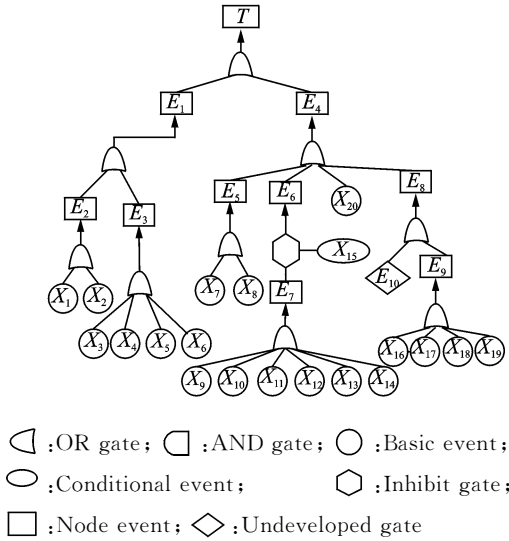 T
E₁ E₄
E₂ E₃ E₅ E₆ X₂₀ E₈
X₁ X₂ X₇ X₈ X₁₅ E₁₀ E₉
E₇
X₃ X₄ X₅ X₆ X₁₆ X₁₇ X₁₈ X₁₉
X₉ X₁₀ X₁₁ X₁₂ X₁₃ X₁₄
:OR gate; :AND gate; :Basic event;
:Conditional event; :Inhibit gate;
:Node event; :Undeveloped gate